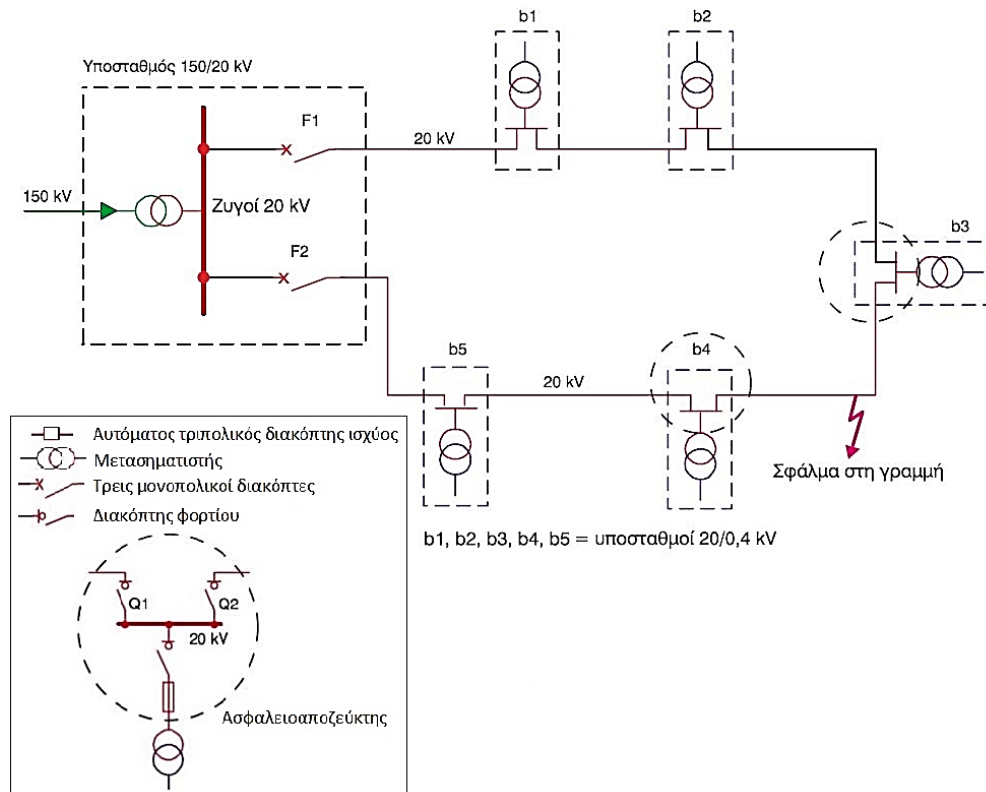 b1
b2
Υποσταθμός 150/20 kV
F1
20 kV
150 kV
Ζυγοί 20 kV
b3
F2
b5
20 kV
b4
Σφάλμα στη γραμμή
b1, b2, b3, b4, b5 = υποσταθμοί 20/0,4 kV
Αυτόματος τριπολικός διακόπτης ισχύος
Μετασηματιστής
Τρεις μονοπολικοί διακόπτες
Διακόπτης φορτίου
Q1
Q2
20 kV
Ασφαλειοαποζεύκτης